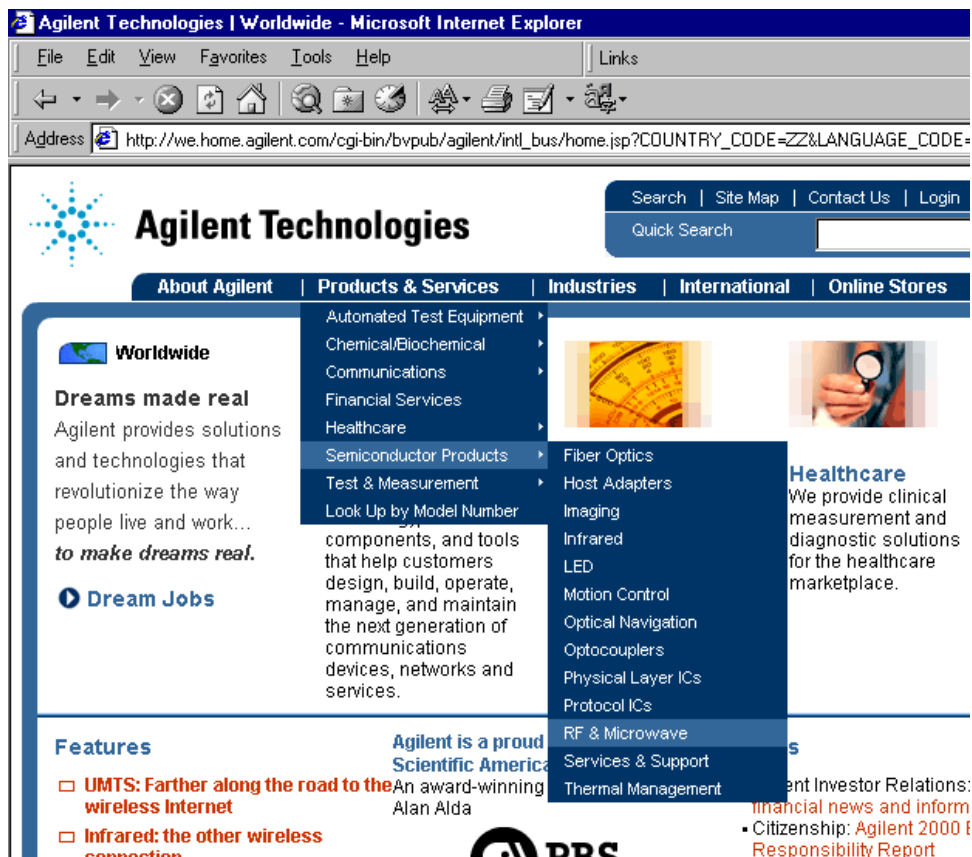 Agilent Technologies | Worldwide - Microsoft Internet Explorer
File Edit View Favorites Tools Help Links
Address http://we.home.agilent.com/cgi-bin/bvpub/agilent/intl_bus/home.jsp?COUNTRY_CODE=ZZ&LANGUAGE_CODE=
Agilent Technologies
Search | Site Map | Contact Us | Login
Quick Search
About Agilent | Products & Services | Industries | International | Online Stores
Worldwide
Dreams made real
Agilent provides solutions
and technologies that
revolutionize the way
people live and work...
to make dreams real.
Dream Jobs
Automated Test Equipment
Chemical/Biochemical
Communications
Financial Services
Healthcare
Semiconductor Products
Test & Measurement
Look Up by Model Number
components, and tools
that help customers
design, build, operate,
manage, and maintain
the next generation of
communications
devices, networks and
services.
Fiber Optics
Host Adapters
Imaging
Infrared
LED
Motion Control
Optical Navigation
Optocouplers
Physical Layer ICs
Protocol ICs
RF & Microwave
Services & Support
Thermal Management
Healthcare
We provide clinical
measurement and
diagnostic solutions
for the healthcare
marketplace.
Features
UMTS: Farther along the road to the
wireless Internet
Infrared: the other wireless
connection
Agilent is a proud
Scientific America
An award-winning
Alan Alda
PBS
s
ent Investor Relations:
financial news and inform
Citizenship: Agilent 2000 E
Responsibility Report